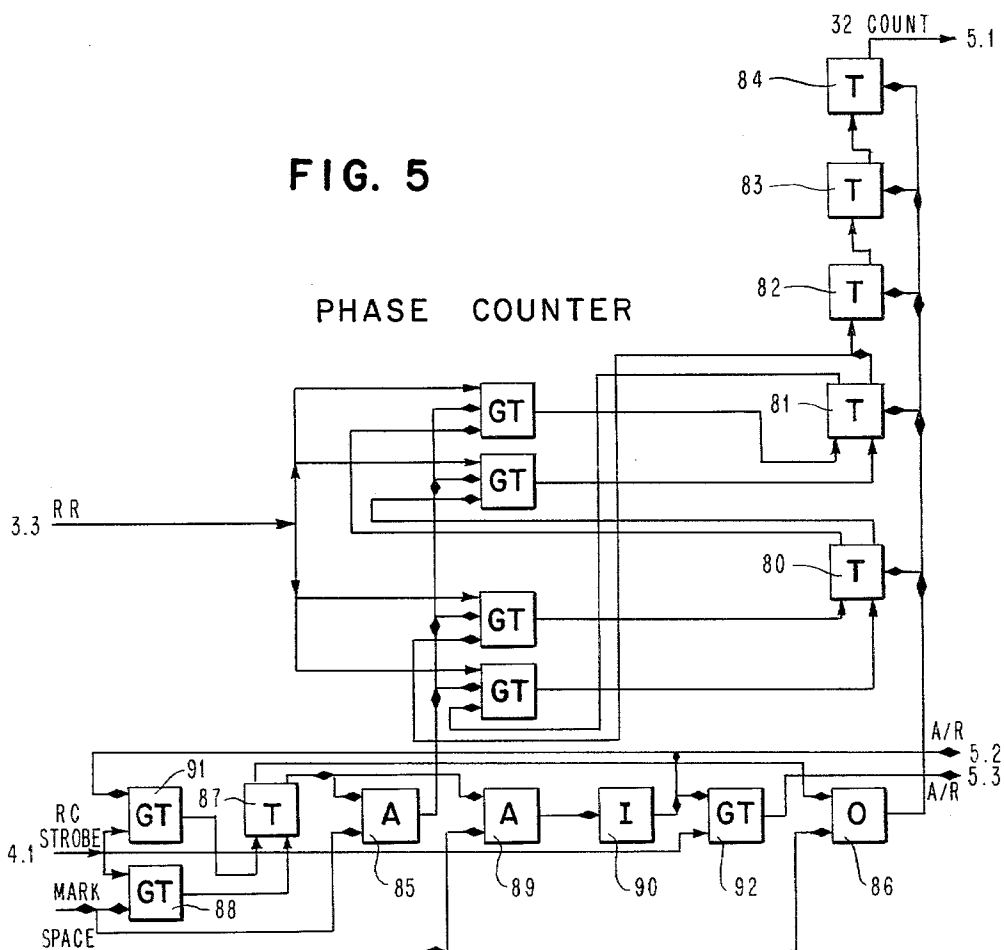 32 COUNT
5.1
84
T
FIG. 5
83
T
82
T
PHASE COUNTER
GT
81
T
GT
3.3 RR
80
T
GT
GT
A/R
5.2
91
5.3
A/R
GT
87
T
A
A
I
GT
O
RC
STROBE
4.1
85
89
90
92
86
MARK
GT
88
SPACE